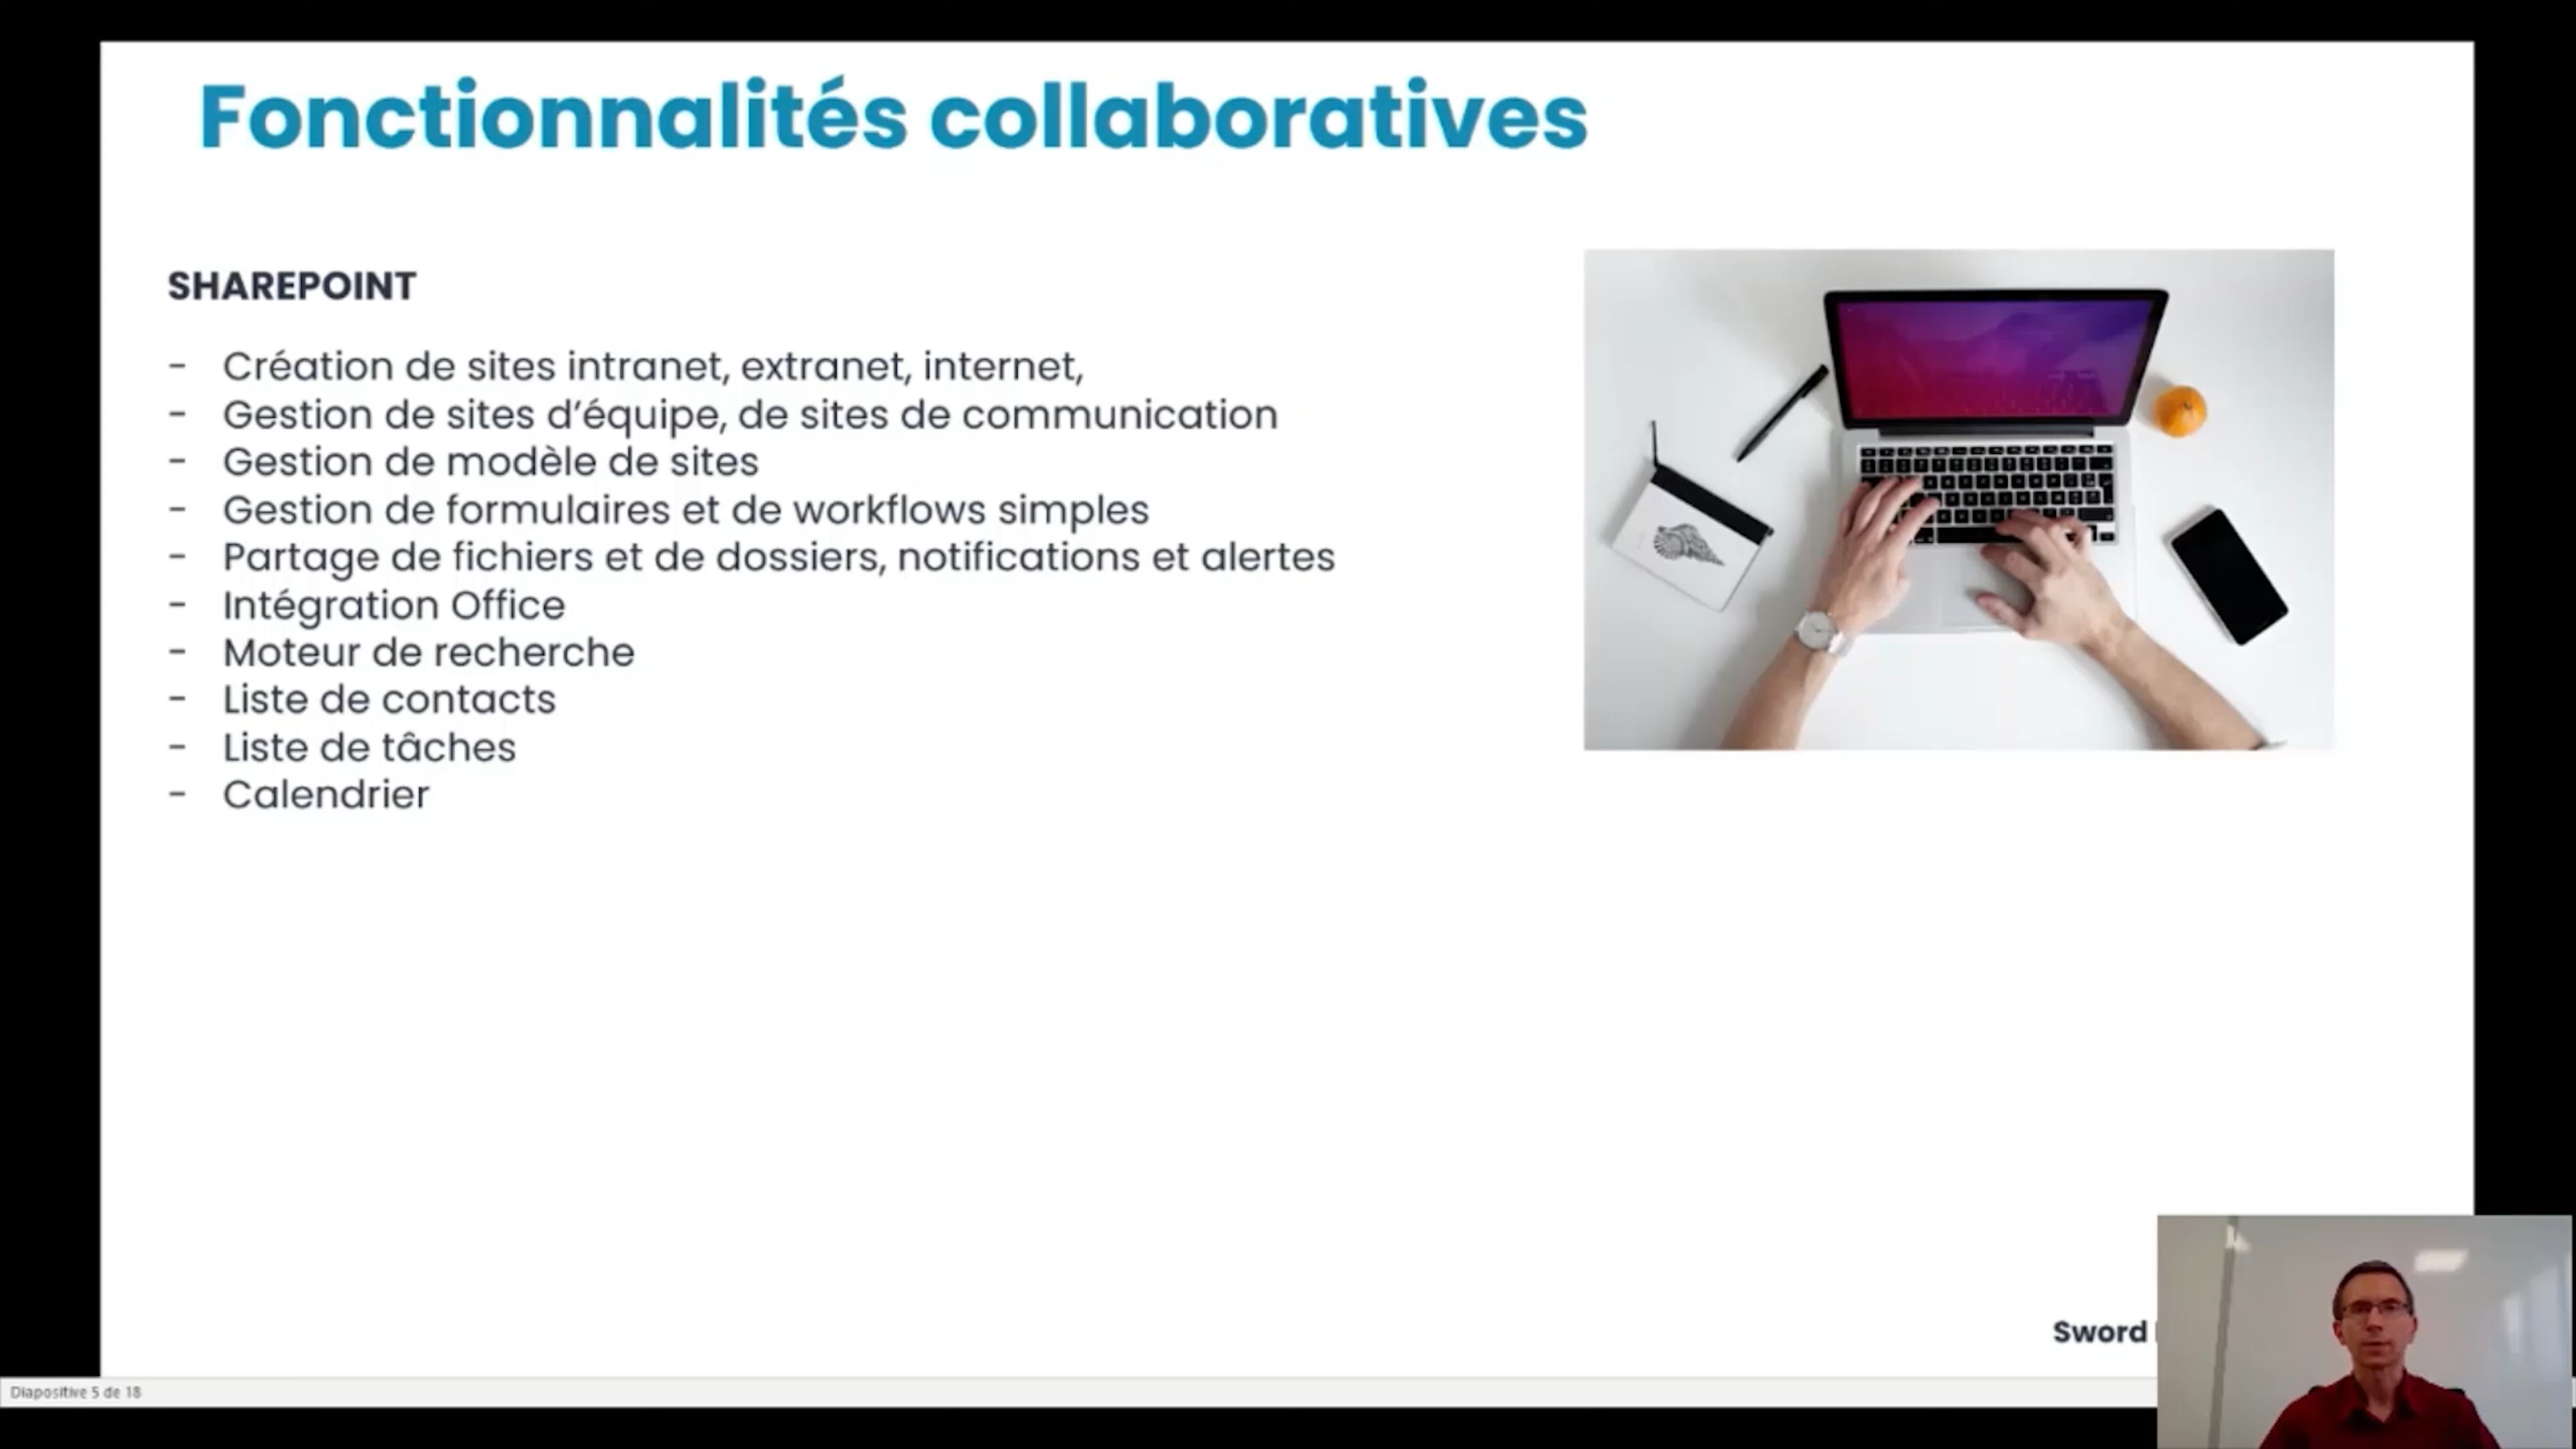 Fonctionnalités collaboratives
SHAREPOINT
- Création de sites intranet, extranet, internet,
- Gestion de sites d’équipe, de sites de communication
- Gestion de modèle de sites
- Gestion de formulaires et de workflows simples
- Partage de fichiers et de dossiers, notifications et alertes
- Intégration Office
- Moteur de recherche
- Liste de contacts
- Liste de tâches
- Calendrier
Sword
Diapositive 5 de 18